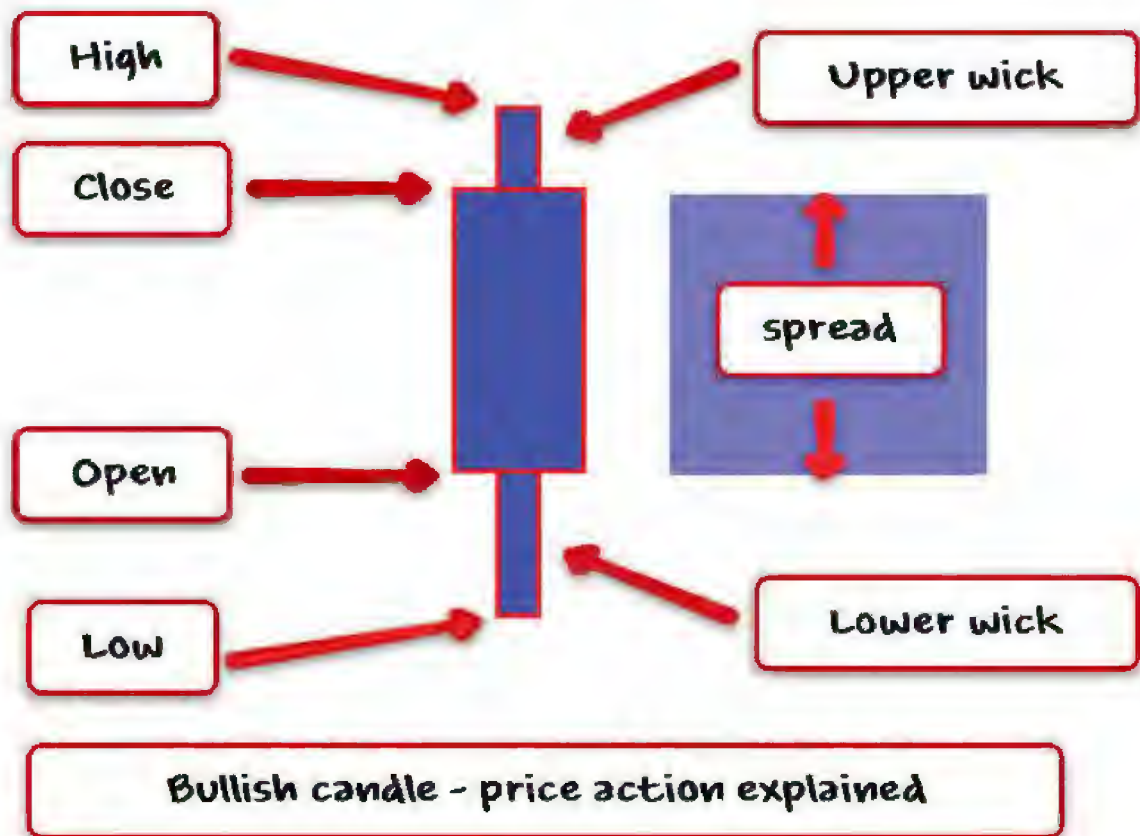 High
Upper wick
Close
spread
Open
Lower wick
Low
Bullish candle - price action explained